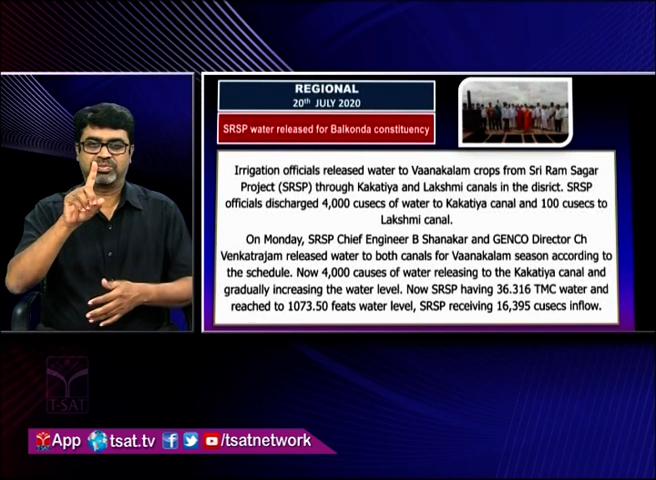 REGIONAL
20th JULY 2020
SRSP water released for Balkonda constituency
Irrigation officials released water to Vaanakalam crops from Sri Ram Sagar
Project (SRSP) through Kakatiya and Lakshmi canals in the disrict. SRSP
officials discharged 4,000 cusecs of water to Kakatiya canal and 100 cusecs to
Lakshmi canal.
On Monday, SRSP Chief Engineer B Shanakar and GENCO Director Ch
Venkatrajam released water to both canals for Vaanakalam season according to
the schedule. Now 4,000 causes of water releasing to the Kakatiya canal and
gradually increasing the water level. Now SRSP having 36.316 TMC water and
reached to 1073.50 feats water level, SRSP receiving 16,395 cusecs inflow.
T-SAT
App tsat.tv /tsatnetwork